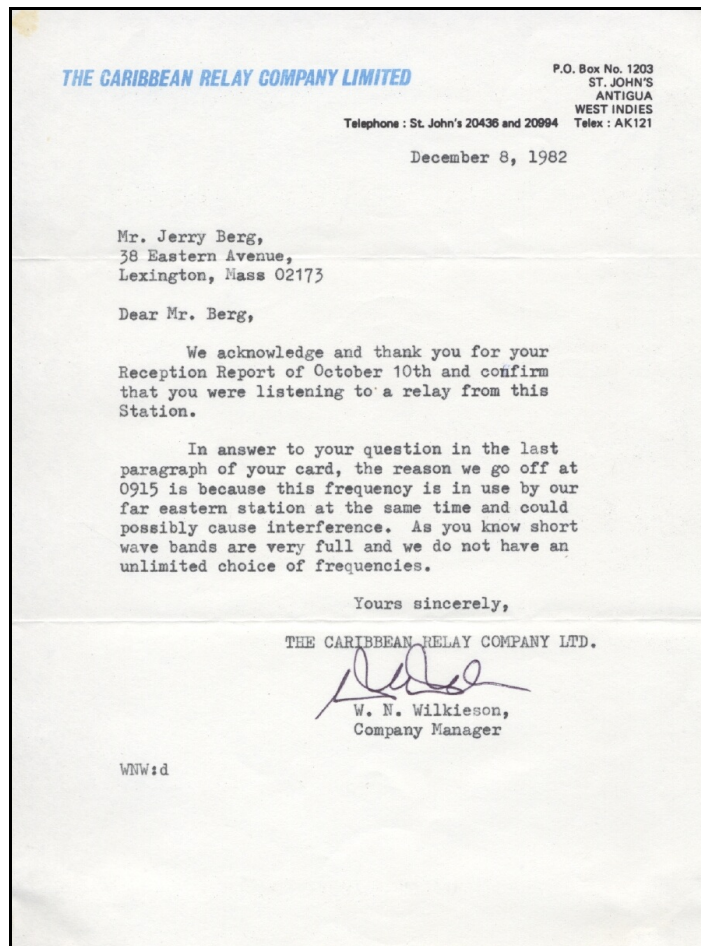 THE CARIBBEAN RELAY COMPANY LIMITED
P.O. Box No. 1203
ST. JOHN'S
ANTIGUA
WEST INDIES
Telephone : St. John's 20436 and 20994 Telex : AK121
December 8, 1982
Mr. Jerry Berg,
38 Eastern Avenue,
Lexington, Mass 02173
Dear Mr. Berg,
We acknowledge and thank you for your
Reception Report of October 10th and confirm
that you were listening to a relay from this
Station.
In answer to your question in the last
paragraph of your card, the reason we go off at
0915 is because this frequency is in use by our
far eastern station at the same time and could
possibly cause interference. As you know short
wave bands are very full and we do not have an
unlimited choice of frequencies.
Yours sincerely,
THE CARIBBEAN RELAY COMPANY LTD.
W. N. Wilkieson,
Company Manager
WNW:d